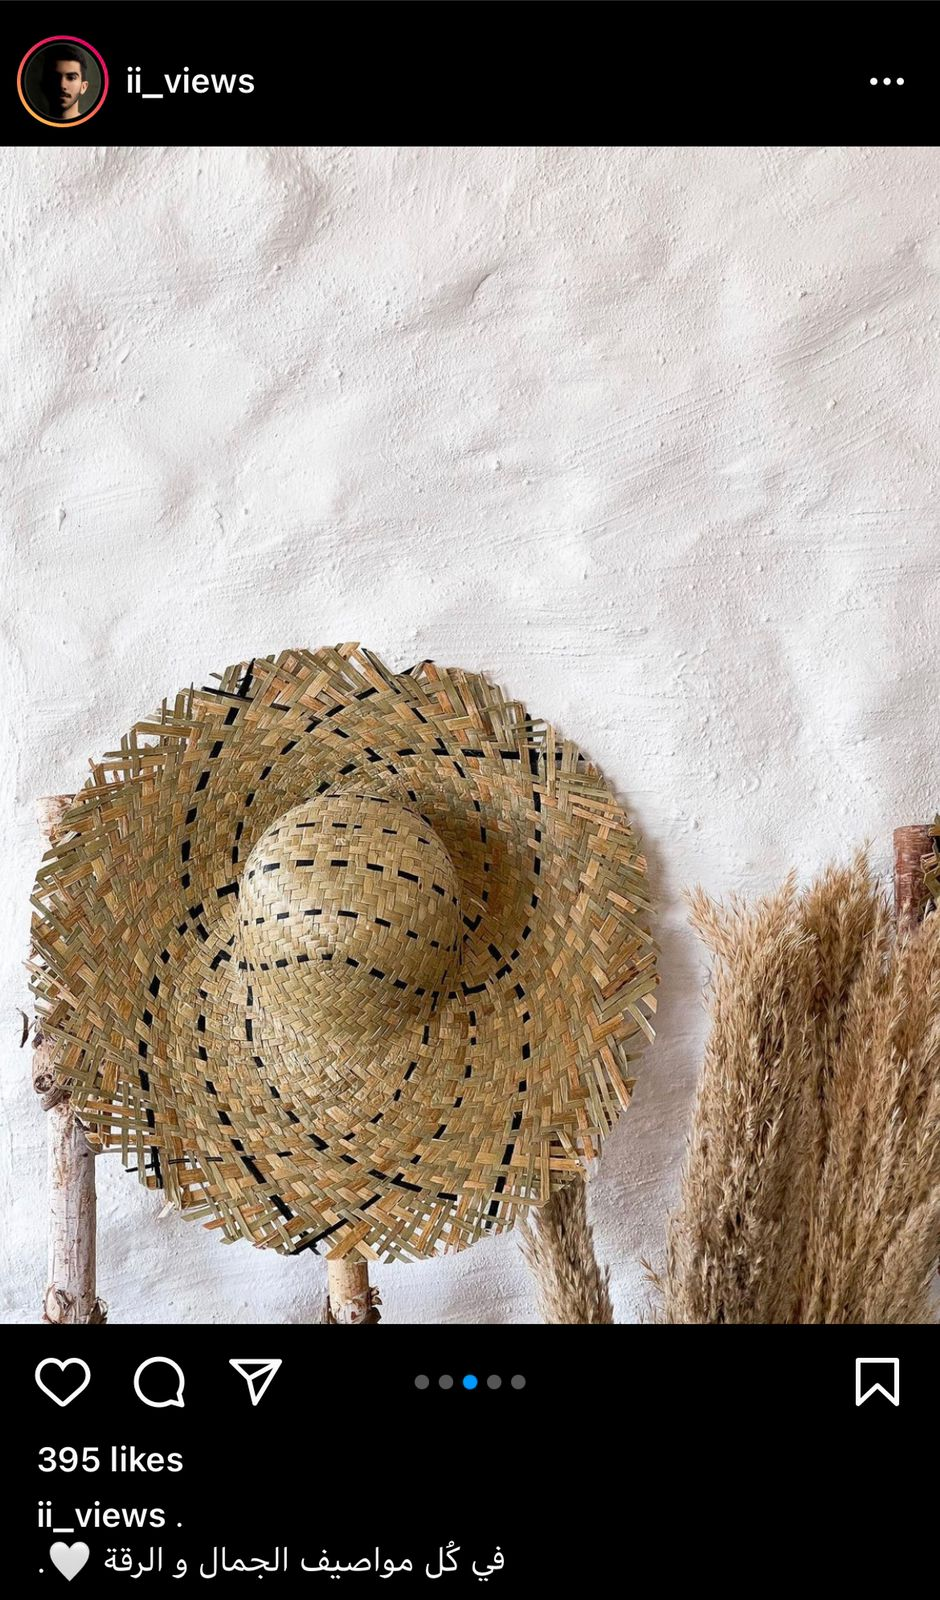 ii_views
395 likes
ii_views .
في كُل مواصيف الجمال و الرقة 🤍.